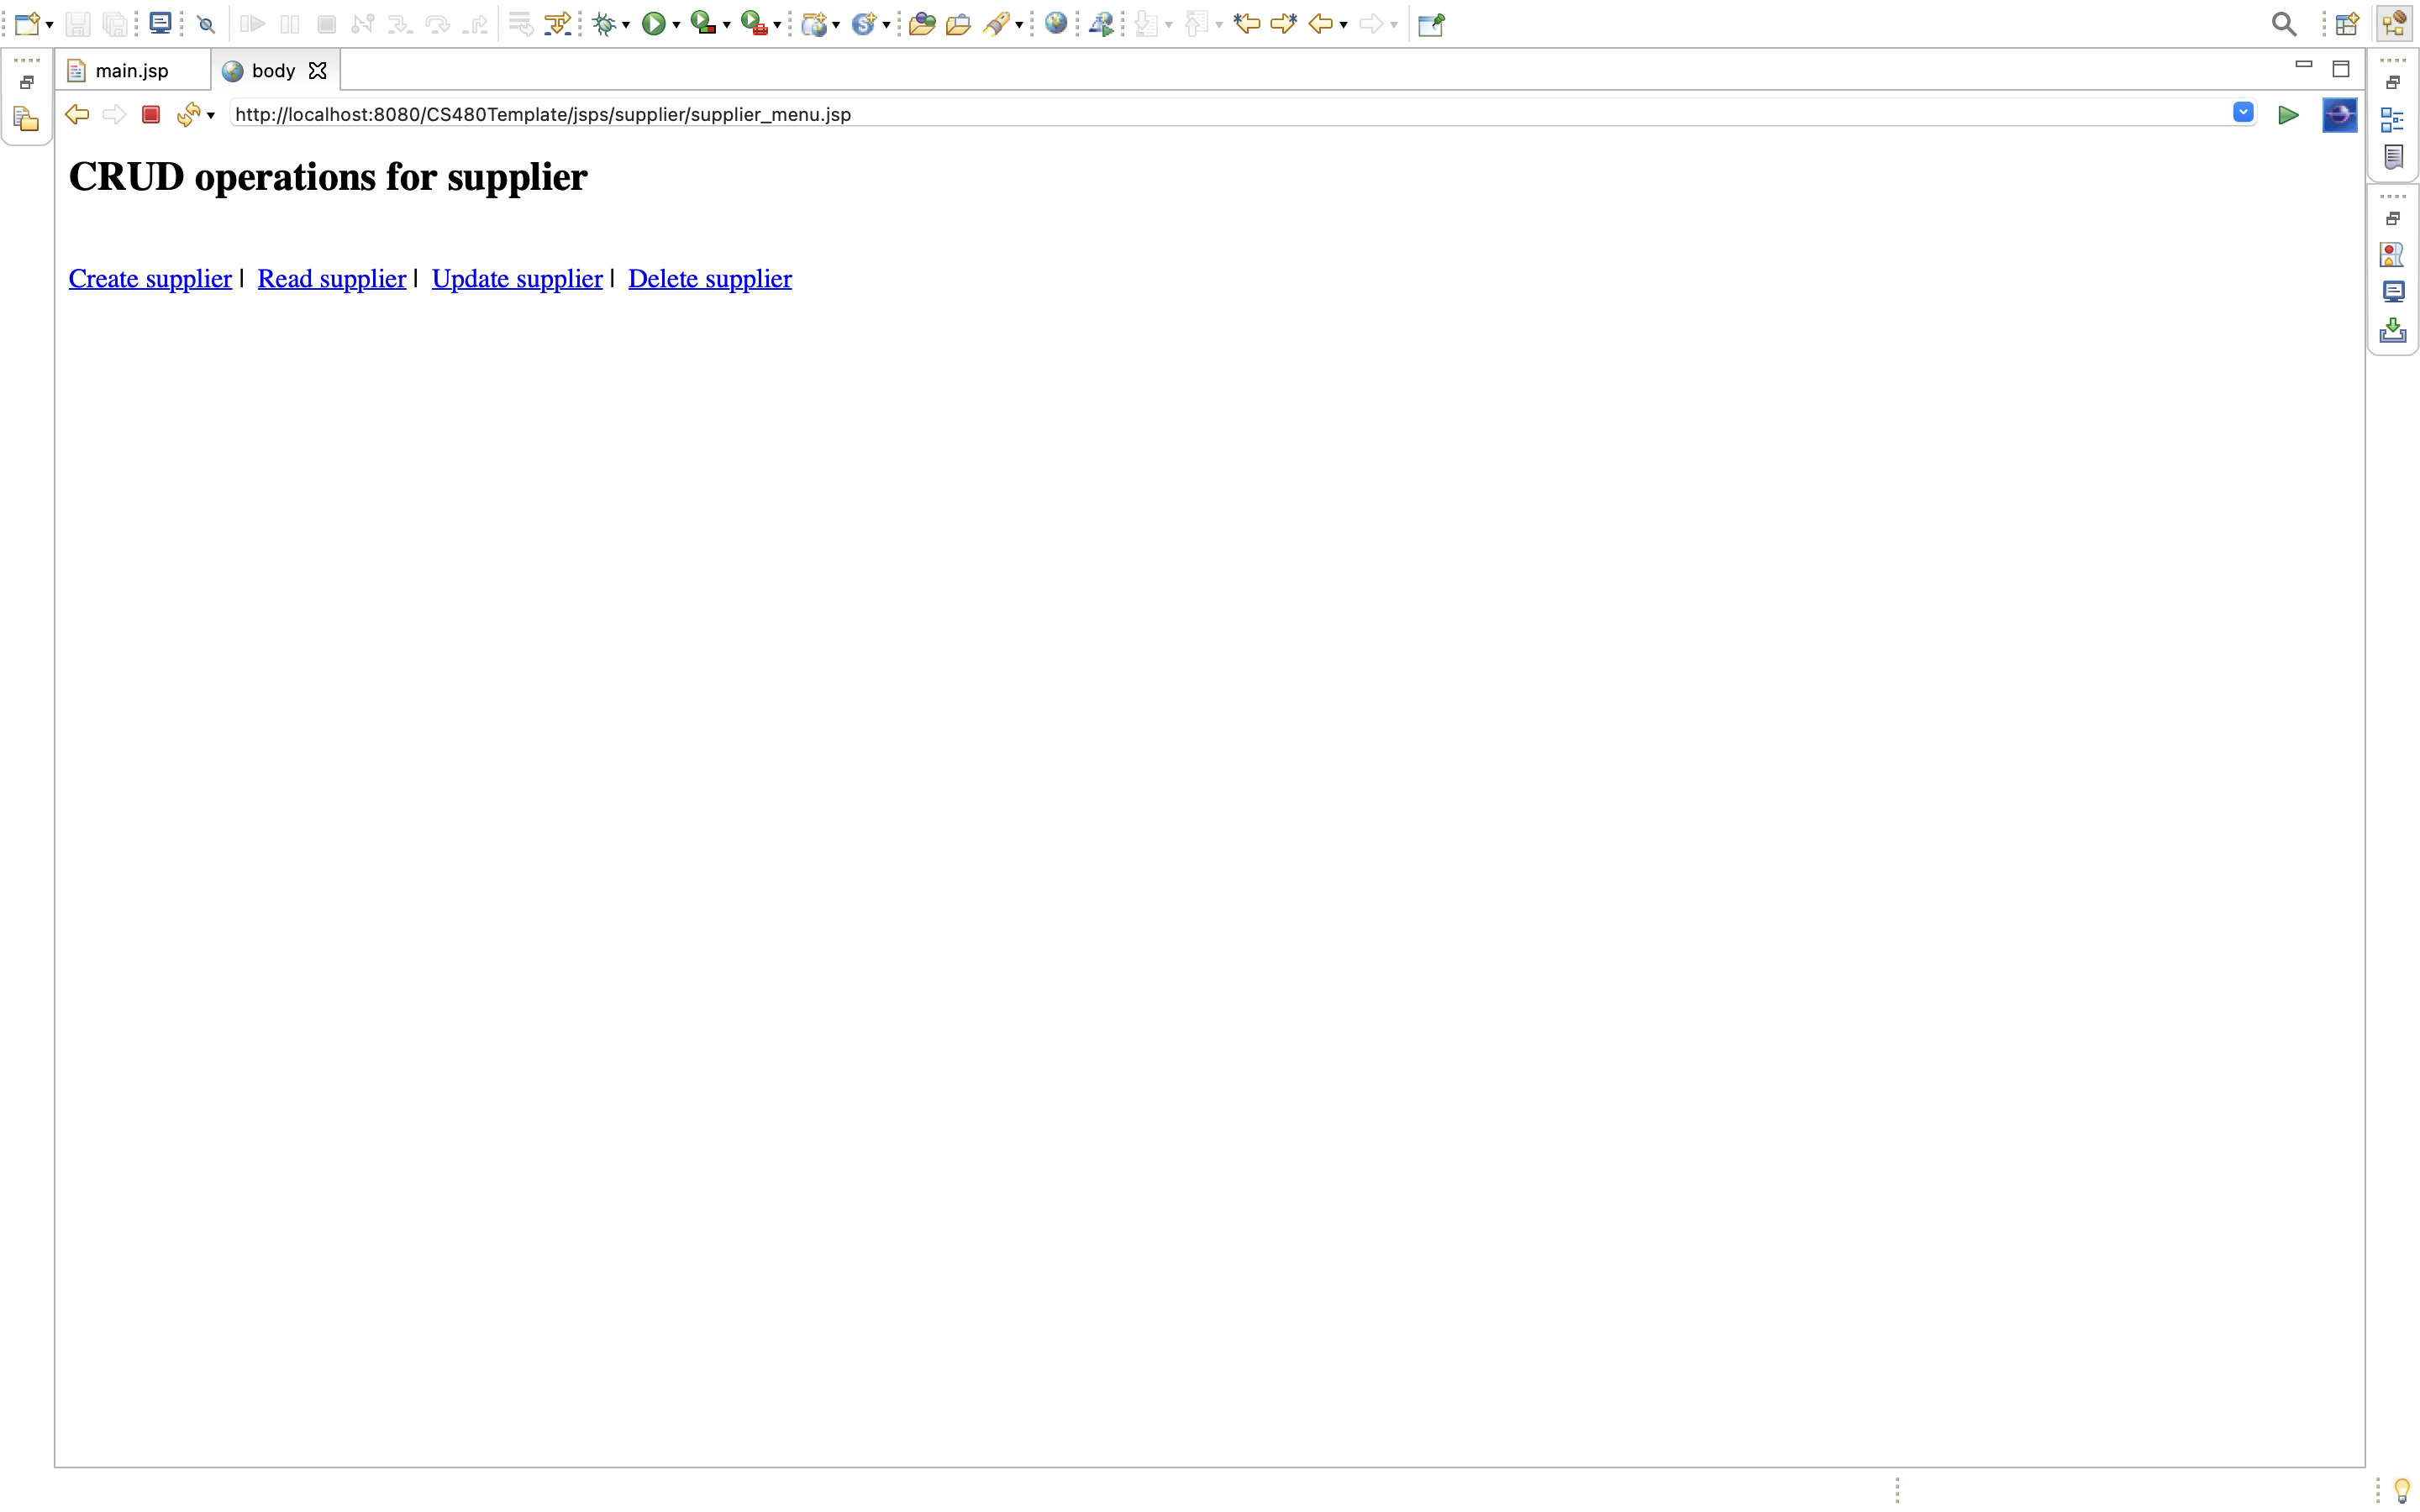 main.jsp
body
http://localhost:8080/CS480Template/jsps/supplier/supplier_menu.jsp
CRUD operations for supplier
Create supplier | Read supplier | Update supplier | Delete supplier